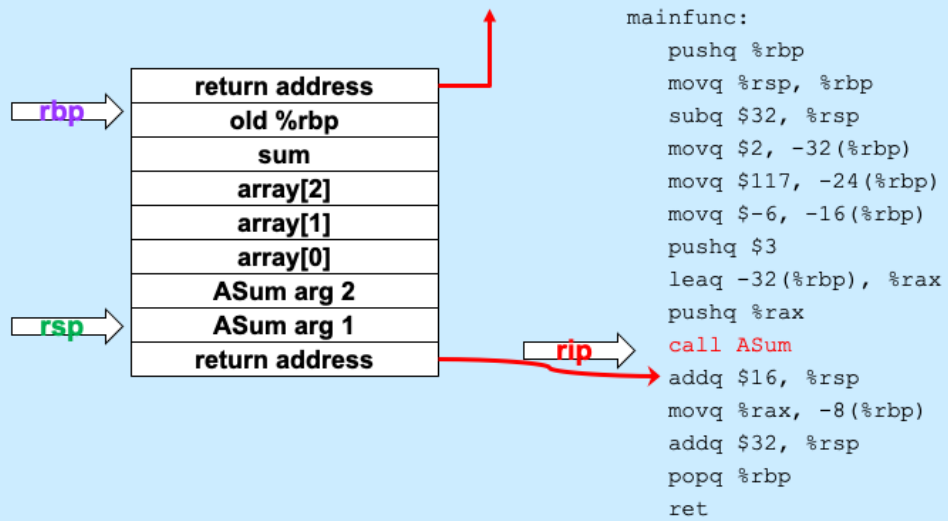 rbp
rsp
return address
old %rbp
sum
array[2]
array[1]
array[0]
ASum arg 2
ASum arg 1
return address
rip
mainfunc:
pushq %rbp
movq %rsp, %rbp
subq $32, %rsp
movq $2, -32(%rbp)
movq $117, -24(%rbp)
movq $-6, -16(%rbp)
pushq $3
leaq -32(%rbp), %rax
pushq %rax
call ASum
addq $16, %rsp
movq %rax, -8(%rbp)
addq $32, %rsp
popq %rbp
ret